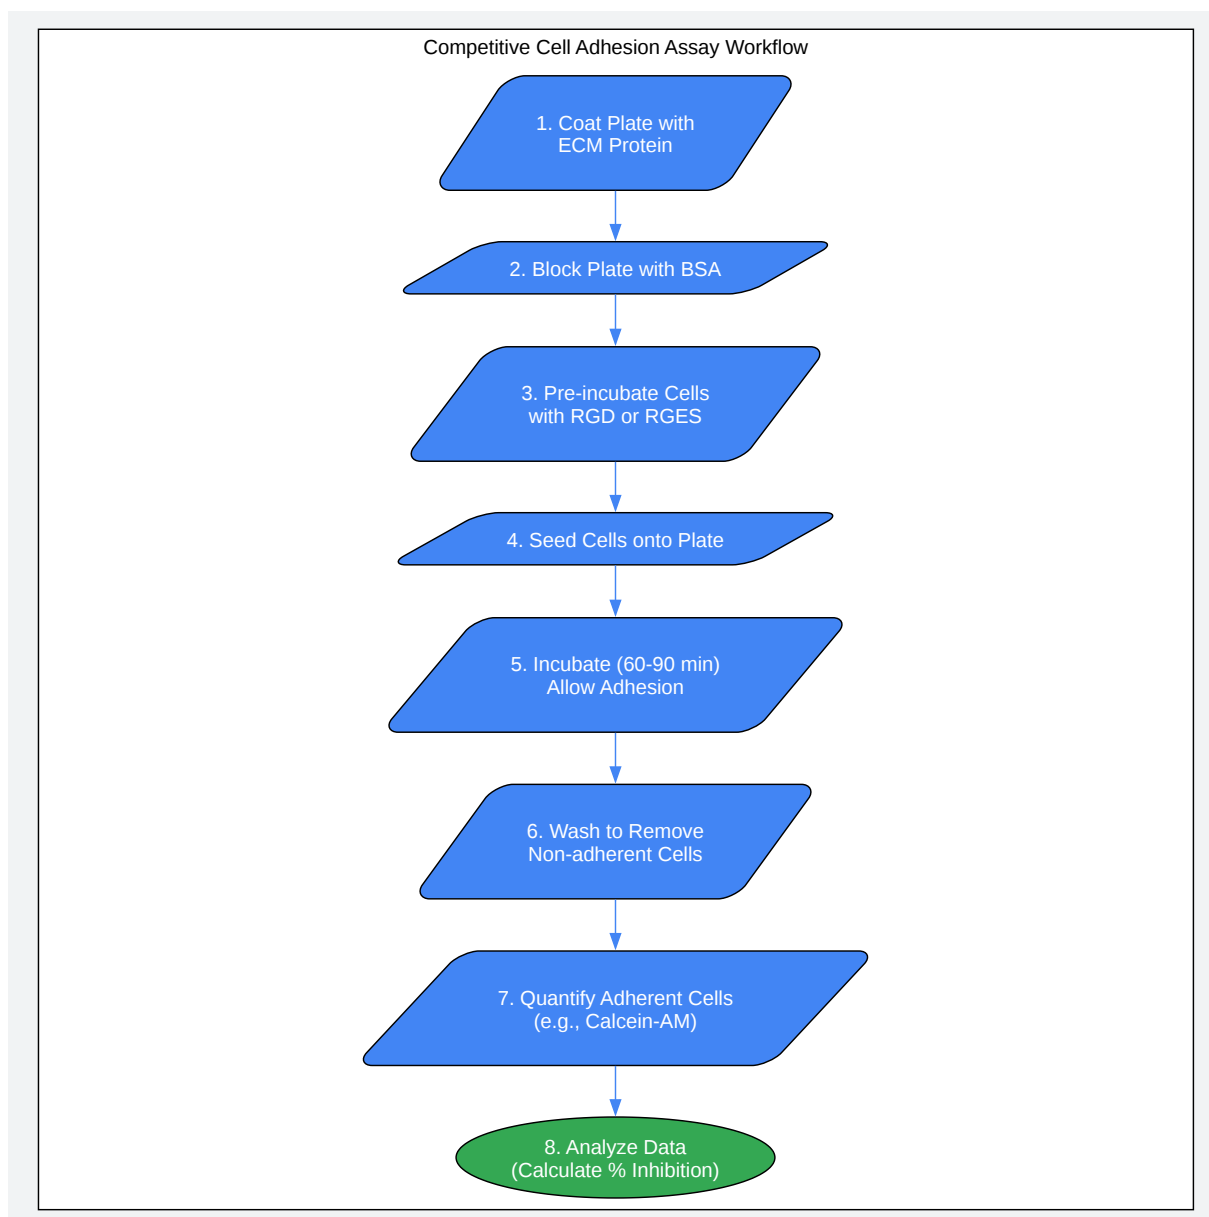 Competitive Cell Adhesion Assay Workflow
1. Coat Plate with
ECM Protein
2. Block Plate with BSA
3. Pre-incubate Cells
with RGD or RGES
4. Seed Cells onto Plate
5. Incubate (60-90 min)
Allow Adhesion
6. Wash to Remove
Non-adherent Cells
7. Quantify Adherent Cells
(e.g., Calcein-AM)
8. Analyze Data
(Calculate % Inhibition)